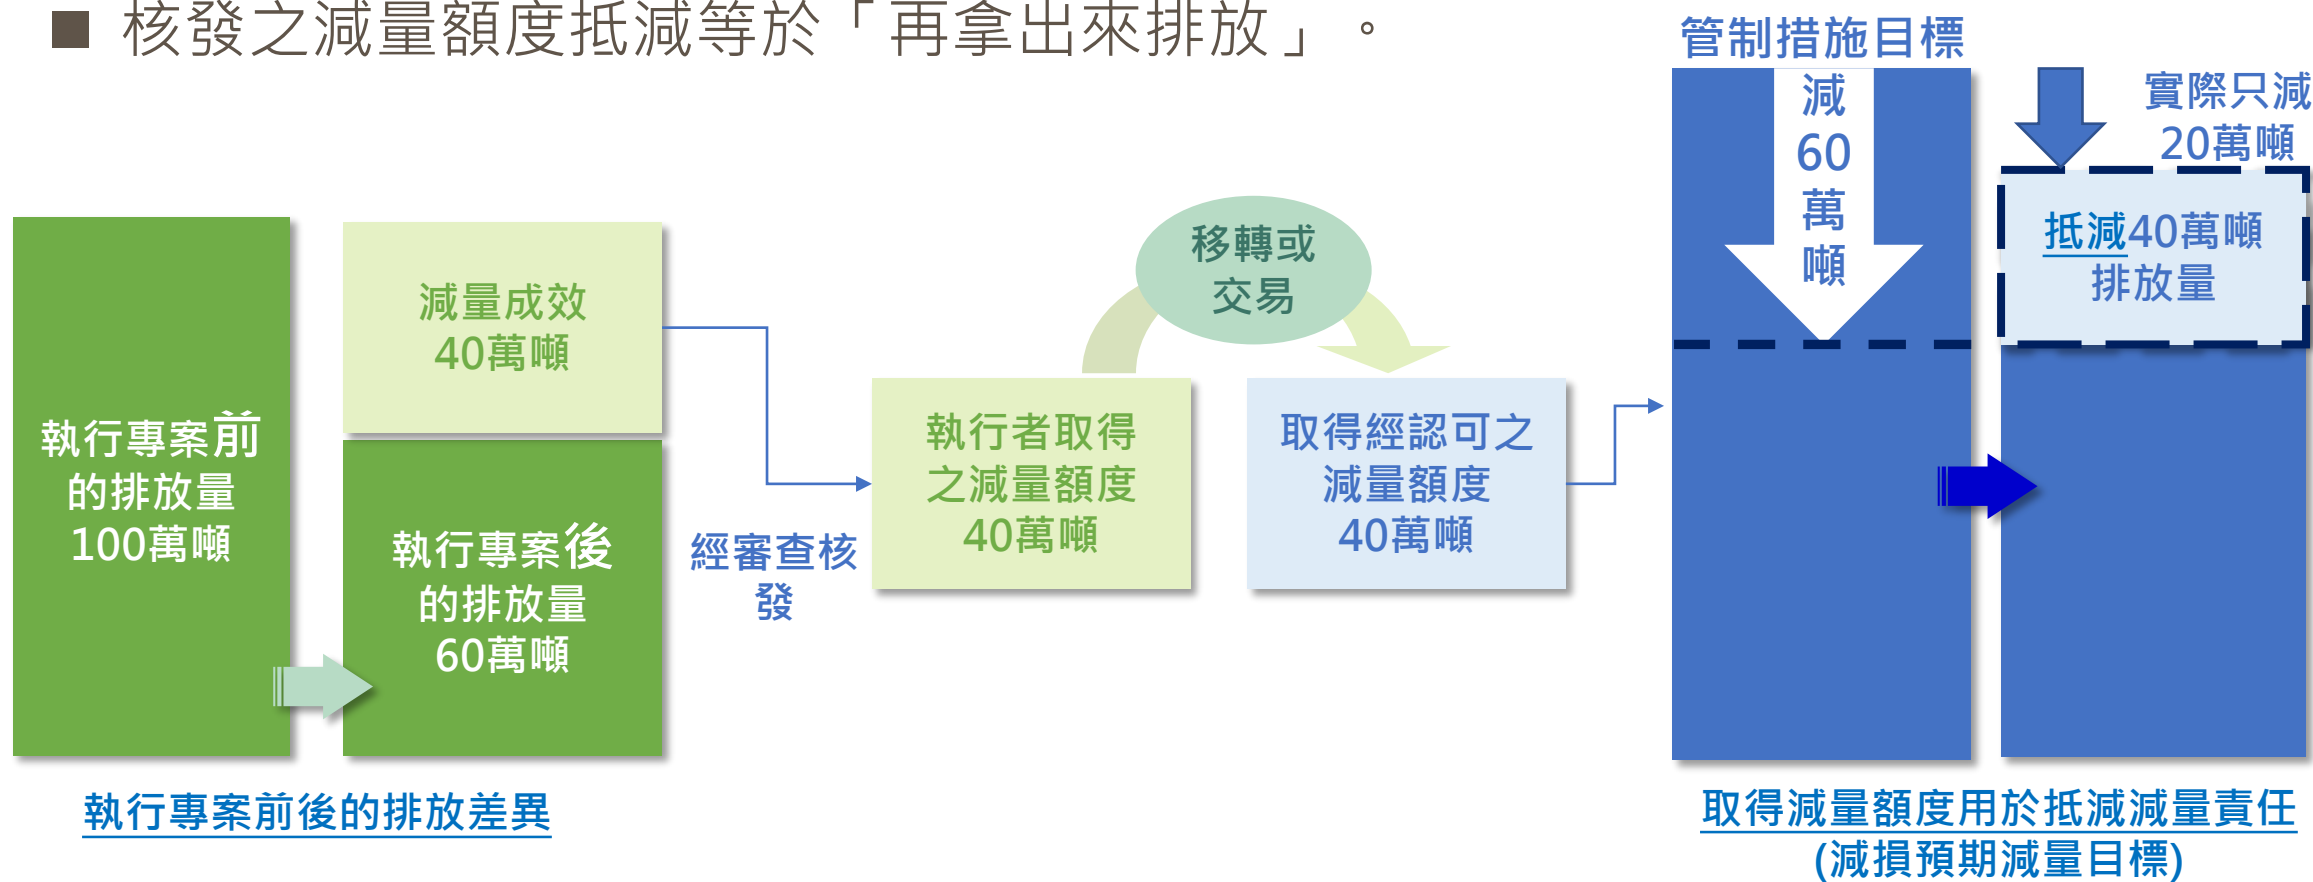 ■ 核發之減量額度抵減等於「再拿出來排放」。
執行專案前
的排放量
100萬噸
減量成效
40萬噸
執行專案後
的排放量
60萬噸
執行專案前後的排放差異
經審查核
發
執行者取得
之減量額度
40萬噸
移轉或
交易
取得經認可之
減量額度
40萬噸
管制措施目標
減
60
萬
噸
實際只減
20萬噸
抵減40萬噸
排放量
取得減量額度用於抵減減量責任
(減損預期減量目標)